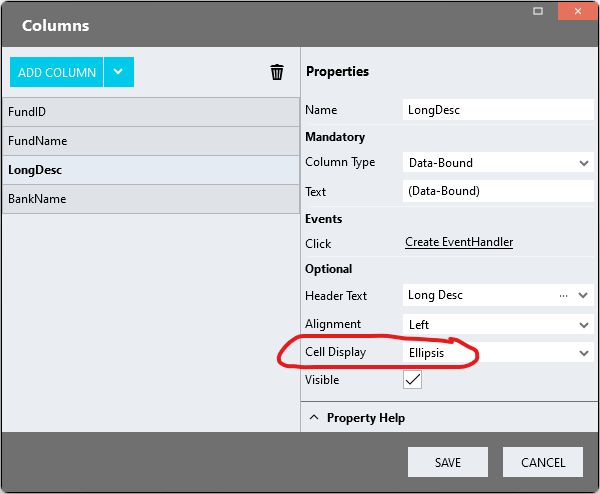 Columns
ADD COLUMN
FundID
FundName
LongDesc
BankName
Properties
Name LongDesc
Mandatory
Column Type Data-Bound
Text (Data-Bound)
Events
Click Create EventHandler
Optional
Header Text Long Desc ...
Alignment Left
Cell Display Ellipsis
Visible
Property Help
SAVE CANCEL